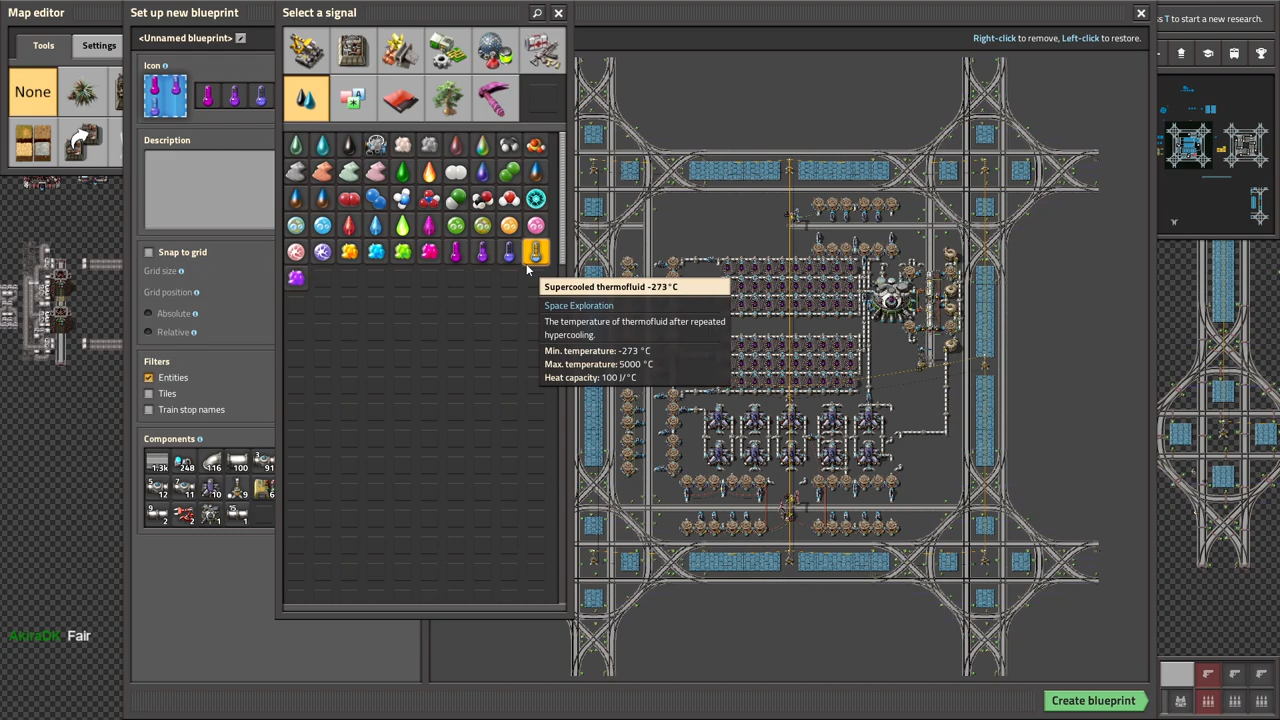 Map editor
Set up new blueprint
Select a signal
ss T to start a new research.
Tools
Settings
<Unnamed blueprint>
Right-click to remove, Left-click to restore.
Icon
None
Description
Snap to grid
Grid size
Grid position
Absolute
Relative
Supercooled thermofluid -273°C
Space Exploration
The temperature of thermofluid after repeated
hypercooling.
Min. temperature: -273 °C
Max. temperature: 5000 °C
Heat capacity: 100 J/°C
Filters
Entities
Tiles
Train stop names
Components
1.3k
248
116
100
91
12
11
10
9
6
2
2
1
1
AkiraOK Fair
Create blueprint